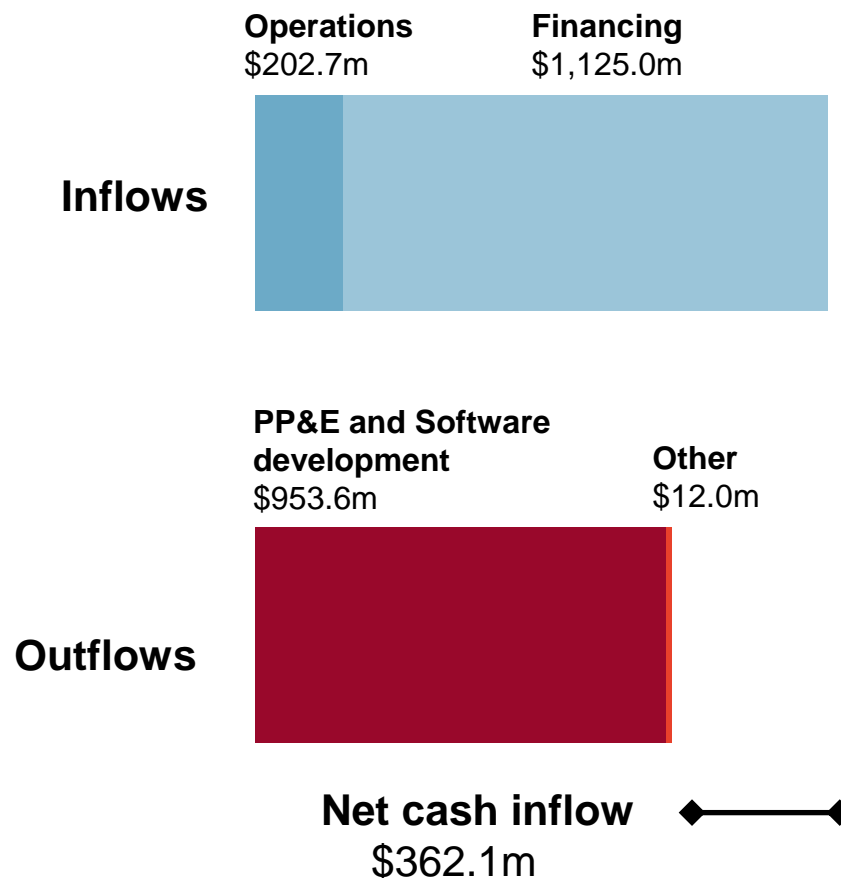 Operations
$202.7m
Financing
$1,125.0m
Inflows
PP&E and Software
development
$953.6m
Other
$12.0m
Outflows
Net cash inflow
$362.1m